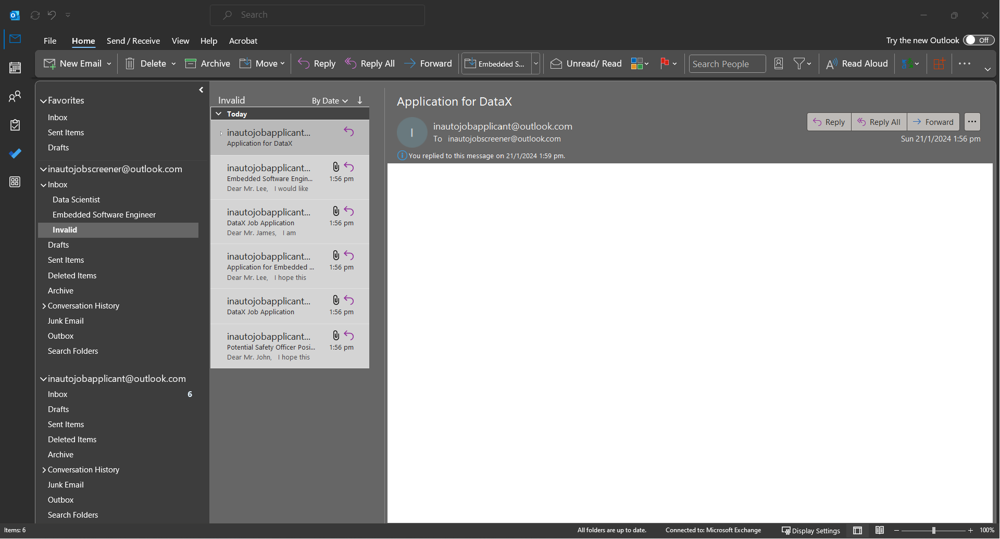 Search
File Home Send / Receive View Help Acrobat
Try the new Outlook Off
New Email Delete Archive Move Reply Reply All Forward Embedded S... Unread/ Read Search People Read Aloud
Favorites
Inbox
Sent Items
Drafts
inautojobscreener@outlook.com
Inbox
Data Scientist
Embedded Software Engineer
Invalid
Drafts
Sent Items
Deleted Items
Archive
Conversation History
Junk Email
Outbox
Search Folders
inautojobapplicant@outlook.com
Inbox 6
Drafts
Sent Items
Deleted Items
Archive
Conversation History
Junk Email
Outbox
Search Folders
Invalid By Date
Today
inautojobapplicant...
Application for DataX
inautojobapplicant...
Embedded Software Engin... 1:56 pm
Dear Mr. Lee, I would like
inautojobapplicant...
DataX Job Application 1:56 pm
Dear Mr. James, I am
inautojobapplicant...
Application for Embedded ... 1:56 pm
Dear Mr. Lee, I hope this
inautojobapplicant...
DataX Job Application 1:56 pm
inautojobapplicant...
Potential Safety Officer Posi... 1:56 pm
Dear Mr. John, I hope this
Application for DataX
I
inautojobapplicant@outlook.com
To inautojobscreener@outlook.com
Reply Reply All Forward ...
Sun 21/1/2024 1:56 pm
You replied to this message on 21/1/2024 1:59 pm.
Items: 6 All folders are up to date. Connected to: Microsoft Exchange Display Settings 100%